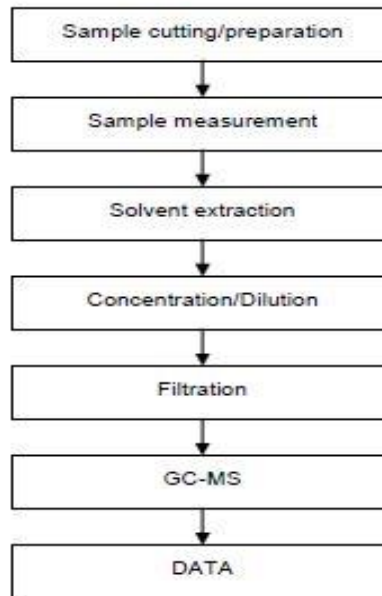 Sample cutting/preparation
Sample measurement
Solvent extraction
Concentration/Dilution
Filtration
GC-MS
DATA